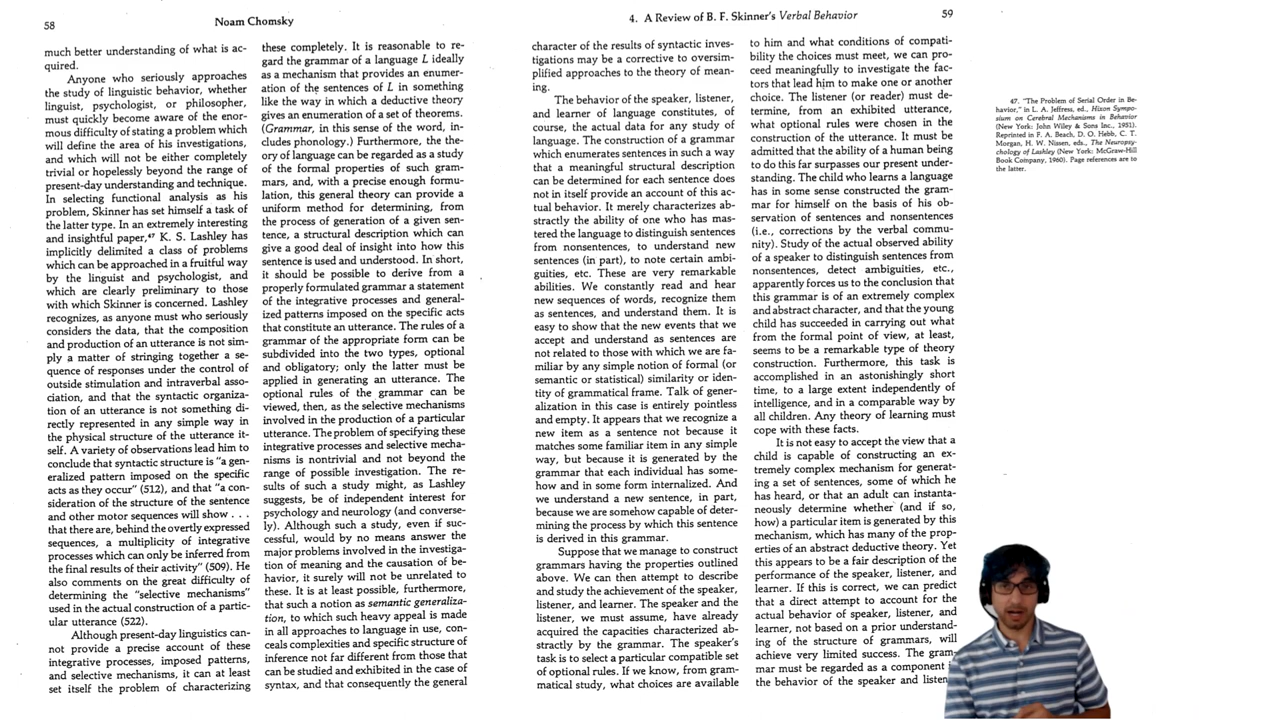 58
Noam Chomsky
much better understanding of what is ac-
quired.
Anyone who seriously approaches
the study of linguistic behavior, whether
linguist, psychologist, or philosopher,
must quickly become aware of the enor-
mous difficulty of stating a problem which
will define the area of his investigations,
and which will not be either completely
trivial or hopelessly beyond the range of
present-day understanding and technique.
In selecting functional analysis as his
problem, Skinner has set himself a task of
the latter type. In an extremely interesting
and insightful paper,47 K. S. Lashley has
implicitly delimited a class of problems
which can be approached in a fruitful way
by the linguist and psychologist, and
which are clearly preliminary to those
with which Skinner is concerned. Lashley
recognizes, as anyone must who seriously
considers the data, that the composition
and production of an utterance is not sim-
ply a matter of stringing together a se-
quence of responses under the control of
outside stimulation and intraverbal asso-
ciation, and that the syntactic organiza-
tion of an utterance is not something di-
rectly represented in any simple way in
the physical structure of the utterance it-
self. A variety of observations lead him to
conclude that syntactic structure is "a gen-
eralized pattern imposed on the specific
acts as they occur" (512), and that "a con-
sideration of the structure of the sentence
and other motor sequences will show . . .
that there are, behind the overtly expressed
sequences, a multiplicity of integrative
processes which can only be inferred from
the final results of their activity" (509). He
also comments on the great difficulty of
determining the "selective mechanisms"
used in the actual construction of a partic-
ular utterance (522).
Although present-day linguistics can-
not provide a precise account of these
integrative processes, imposed patterns,
and selective mechanisms, it can at least
set itself the problem of characterizing
these completely. It is reasonable to re-
gard the grammar of a language L ideally
as a mechanism that provides an enumer-
ation of the sentences of L in something
like the way in which a deductive theory
gives an enumeration of a set of theorems.
(Grammar, in this sense of the word, in-
cludes phonology.) Furthermore, the the-
ory of language can be regarded as a study
of the formal properties of such gram-
mars, and, with a precise enough formu-
lation, this general theory can provide a
uniform method for determining, from
the process of generation of a given sen-
tence, a structural description which can
give a good deal of insight into how this
sentence is used and understood. In short,
it should be possible to derive from a
properly formulated grammar a statement
of the integrative processes and general-
ized patterns imposed on the specific acts
that constitute an utterance. The rules of a
grammar of the appropriate form can be
subdivided into the two types, optional
and obligatory; only the latter must be
applied in generating an utterance. The
optional rules of the grammar can be
viewed, then, as the selective mechanisms
involved in the production of a particular
utterance. The problem of specifying these
integrative processes and selective mecha-
nisms is nontrivial and not beyond the
range of possible investigation. The re-
sults of such a study might, as Lashley
suggests, be of independent interest for
psychology and neurology (and converse-
ly). Although such a study, even if suc-
cessful, would by no means answer the
major problems involved in the investiga-
tion of meaning and the causation of be-
havior, it surely will not be unrelated to
these. It is at least possible, furthermore,
that such a notion as semantic generaliza-
tion, to which such heavy appeal is made
in all approaches to language in use, con-
ceals complexities and specific structure of
inference not far different from those that
can be studied and exhibited in the case of
syntax, and that consequently the general
4. A Review of B. F. Skinner's Verbal Behavior
59
character of the results of syntactic inves-
tigations may be a corrective to oversim-
plified approaches to the theory of mean-
ing.
The behavior of the speaker, listener,
and learner of language constitutes, of
course, the actual data for any study of
language. The construction of a grammar
which enumerates sentences in such a way
that a meaningful structural description
can be determined for each sentence does
not in itself provide an account of this ac-
tual behavior. It merely characterizes ab-
stractly the ability of one who has mas-
tered the language to distinguish sentences
from nonsentences, to understand new
sentences (in part), to note certain ambi-
guities, etc. These are very remarkable
abilities. We constantly read and hear
new sequences of words, recognize them
as sentences, and understand them. It is
easy to show that the new events that we
accept and understand as sentences are
not related to those with which we are fa-
miliar by any simple notion of formal (or
semantic or statistical) similarity or iden-
tity of grammatical frame. Talk of gener-
alization in this case is entirely pointless
and empty. It appears that we recognize a
new item as a sentence not because it
matches some familiar item in any simple
way, but because it is generated by the
grammar that each individual has some-
how and in some form internalized. And
we understand a new sentence, in part,
because we are somehow capable of deter-
mining the process by which this sentence
is derived in this grammar.
Suppose that we manage to construct
grammars having the properties outlined
above. We can then attempt to describe
and study the achievement of the speaker,
listener, and learner. The speaker and the
listener, we must assume, have already
acquired the capacities characterized ab-
stractly by the grammar. The speaker's
task is to select a particular compatible set
of optional rules. If we know, from gram-
matical study, what choices are available
to him and what conditions of compati-
bility the choices must meet, we can pro-
ceed meaningfully to investigate the fac-
tors that lead him to make one or another
choice. The listener (or reader) must de-
termine, from an exhibited utterance,
what optional rules were chosen in the
construction of the utterance. It must be
admitted that the ability of a human being
to do this far surpasses our present under-
standing. The child who learns a language
has in some sense constructed the gram-
mar for himself on the basis of his ob-
servation of sentences and nonsentences
(i.e., corrections by the verbal commu-
nity). Study of the actual observed ability
of a speaker to distinguish sentences from
nonsentences, detect ambiguities, etc.,
apparently forces us to the conclusion that
this grammar is of an extremely complex
and abstract character, and that the young
child has succeeded in carrying out what
from the formal point of view, at least,
seems to be a remarkable type of theory
construction. Furthermore, this task is
accomplished in an astonishingly short
time, to a large extent independently of
intelligence, and in a comparable way by
all children. Any theory of learning must
cope with these facts.
It is not easy to accept the view that a
child is capable of constructing an ex-
tremely complex mechanism for generat-
ing a set of sentences, some of which he
has heard, or that an adult can instanta-
neously determine whether (and if so,
how) a particular item is generated by this
mechanism, which has many of the prop-
erties of an abstract deductive theory. Yet
this appears to be a fair description of the
performance of the speaker, listener, and
learner. If this is correct, we can predict
that a direct attempt to account for the
actual behavior of speaker, listener, and
learner, not based on a prior understand-
ing of the structure of grammars, will
achieve very limited success. The gram-
mar must be regarded as a component
the behavior of the speaker and listen
47. "The Problem of Serial Order in Be-
havior," in L. A. Jeffress, ed., Hixon Sympo-
sium on Cerebral Mechanisms in Behavior
(New York: John Wiley & Sons Inc., 1951).
Reprinted in F. A. Beach, D. O. Hebb, C. T.
Morgan, H. W. Nissen, eds., The Neuropsy-
chology of Lashley (New York: McGraw-Hill
Book Company, 1960). Page references are to
the latter.